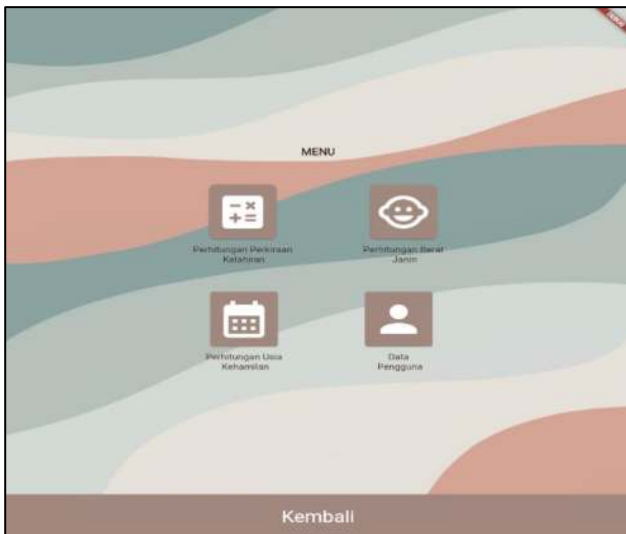 MENU
Perhitungan Perkiraan
Kelahiran
Perhitungan Berat
Janin
Perhitungan Usia
Kehamilan
Data
Pengguna
Kembali